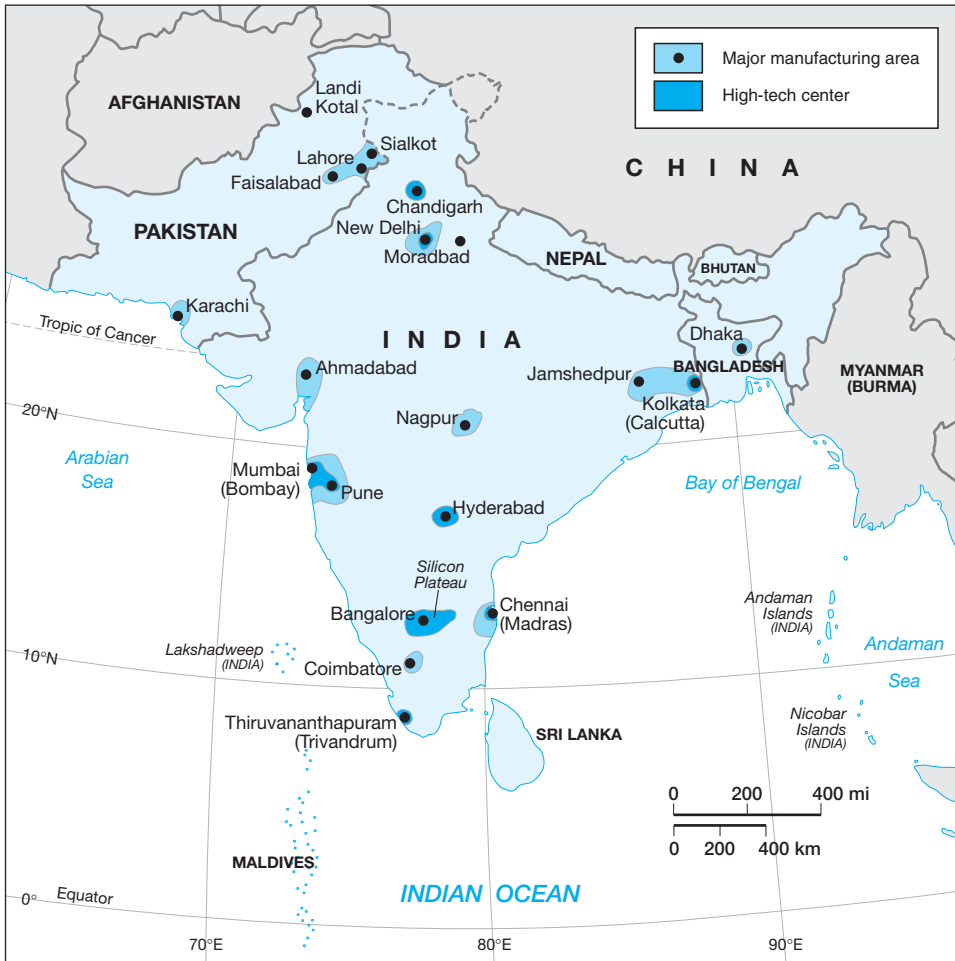 Major manufacturing area
High-tech center
AFGHANISTAN
Landi
Kotal
CHINA
Sialkot
Lahore
Faisalabad
Chandigarh
New Delhi
Moradbad
PAKISTAN
NEPAL
BHUTAN
Karachi
Tropic of Cancer
INDIA
Dhaka
BANGLADESH
MYANMAR
(BURMA)
Ahmadabad
Jamshedpur
Kolkata
(Calcutta)
20°N
Nagpur
Arabian
Sea
Mumbai
(Bombay)
Pune
Bay of Bengal
Hyderabad
Silicon
Plateau
Bangalore
Chennai
(Madras)
Andaman
Islands
(INDIA)
Lakshadweep
(INDIA)
Andaman
Sea
10°N
Coimbatore
Thiruvananthapuram
(Trivandrum)
SRI LANKA
Nicobar
Islands
(INDIA)
0 200 400 mi
0 200 400 km
MALDIVES
INDIAN OCEAN
0°
Equator
70°E
80°E
90°E